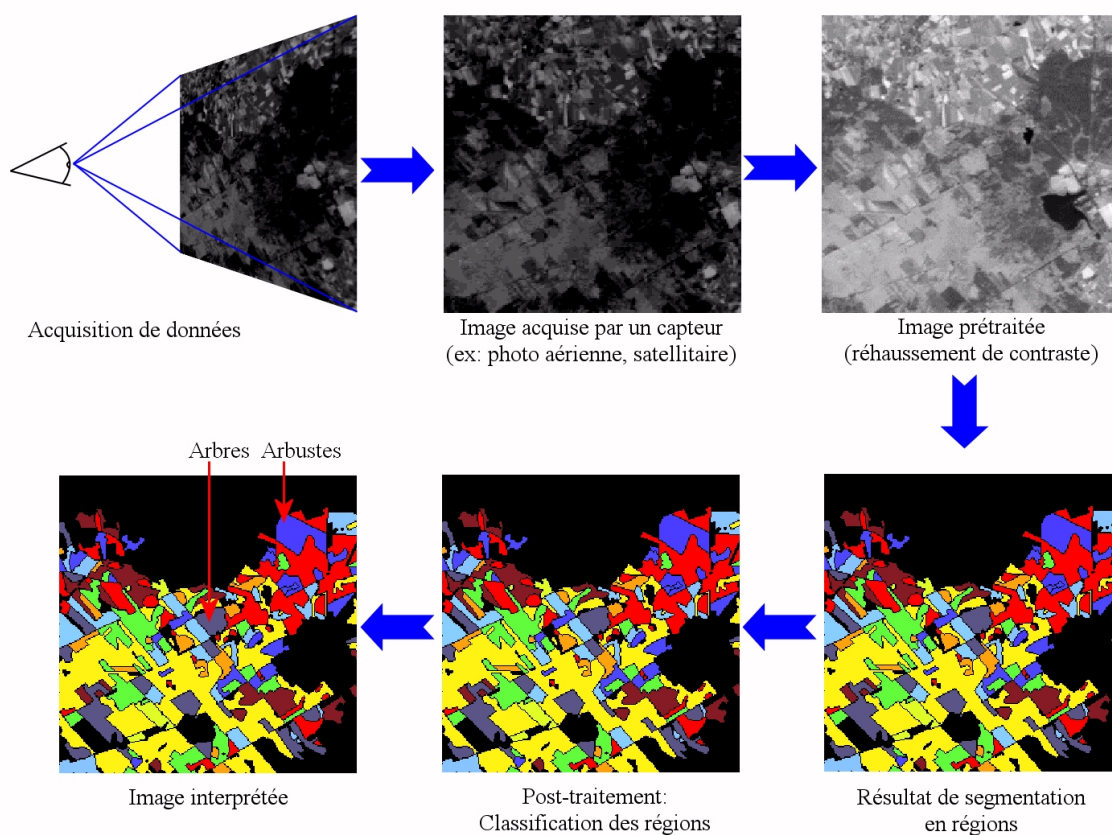 Acquisition de données
Image acquise par un capteur
(ex: photo aérienne, satellitaire)
Image prétraitée
(réhaussement de contraste)
Arbres
Arbustes
Image interprétée
Post-traitement:
Classification des régions
Résultat de segmentation
en régions